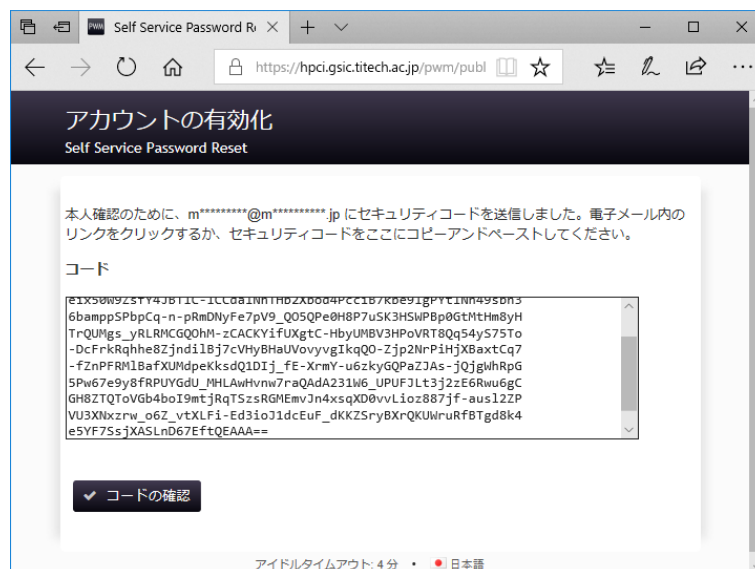 PWM Self Service Password R
https://hpci.gsic.titech.ac.jp/pwm/publ
アカウントの有効化
Self Service Password Reset
本人確認のために、m*********@m**********.jp にセキュリティコードを送信しました。電子メール内の
リンクをクリックするか、セキュリティコードをここにコピーアンドペーストしてください。
コード
6bamppSPbpCq-n-pRmDNyFe7pV9_QO5QPe0H8P7uSK3HSWPBp0GtMtHm8yH
TrQUMgs_yRLRMCGQOhM-zCACKYifUXgtC-HbyUMBV3HPoVRT8Qq54yS75To
-DcFrkRqhhe8ZjndilBj7cVHyBHaUVovyvgIkqQO-Zjp2NrPiHjXBaxtCq7
-fZnPFRMlBafXUMdpeKksdQ1DIj_fE-XrmY-u6zkyGQPaZJAs-jQjgWhRpG
5Pw67e9y8fRPUYGdU_MHLAwHvnw7raQAdA231W6_UPUFJLt3j2zE6Rwu6gC
GH8ZTQToVGb4boI9mtjRqTSzsRGMEmvJn4xsqXD0vvLioz887jf-ausl2ZP
VU3XNxzrw_o6Z_vtXLFi-Ed3ioJ1dcEuF_dKKZSryBXrQKUWruRfBTgd8k4
e5YF7SsjXASLnD67EftQEAAA==
コードの確認
アイドルタイムアウト: 4 分 • 日本語